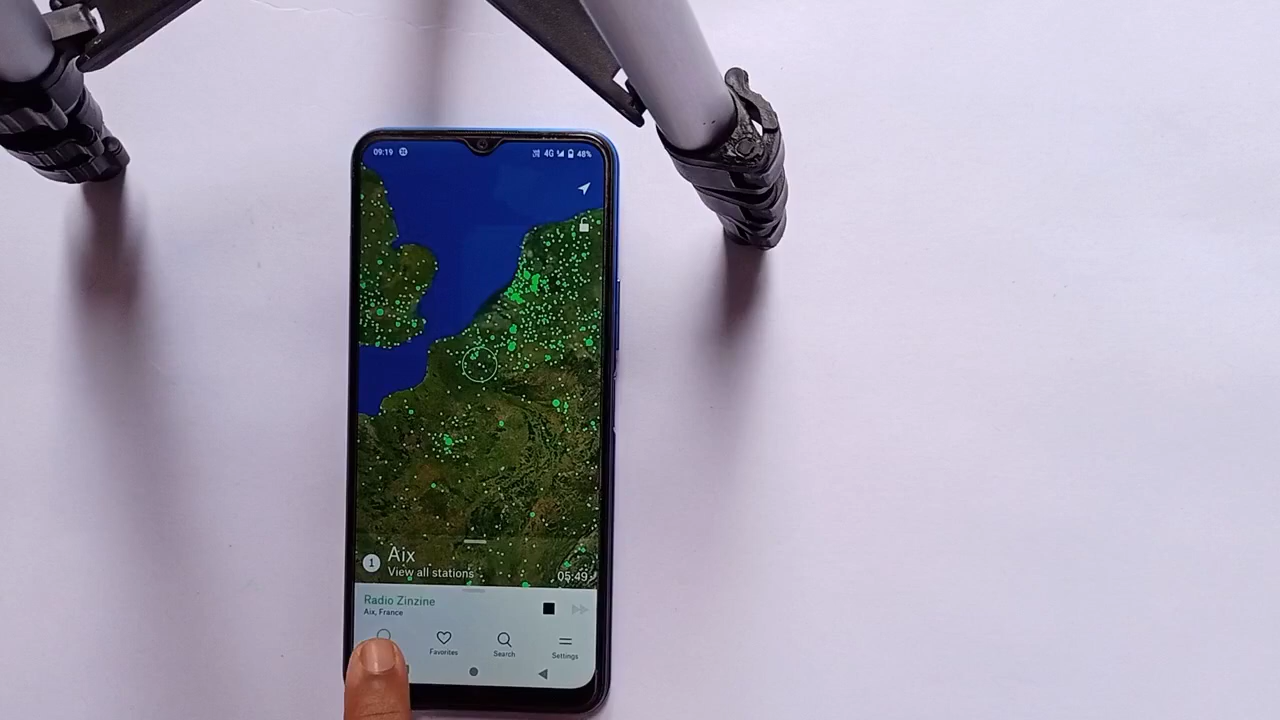 09:19
4G 48%
Aix
1
View all stations
05:49
Radio Zinzine
Aix, France
Favorites
Search
Settings